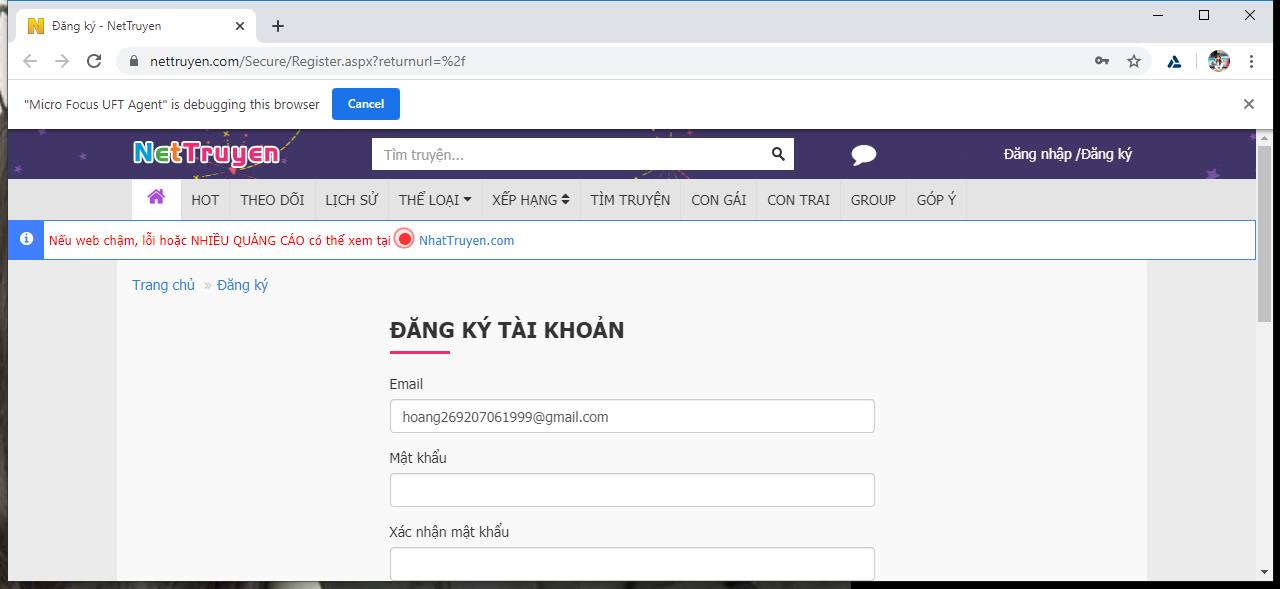 Đăng ký - NetTruyen
nettruyen.com/Secure/Register.aspx?returnurl=%2f
"Micro Focus UFT Agent" is debugging this browser Cancel
NetTruyen Tìm truyện... Đăng nhập /Đăng ký
HOT THEO DÕI LỊCH SỬ THỂ LOẠI XẾP HẠNG TÌM TRUYỆN CON GÁI CON TRAI GROUP GÓP Ý
Nếu web chậm, lỗi hoặc NHIỀU QUẢNG CÁO có thể xem tại NhatTruyen.com
Trang chủ » Đăng ký
ĐĂNG KÝ TÀI KHOẢN
Email
hoang269207061999@gmail.com
Mật khẩu
Xác nhận mật khẩu